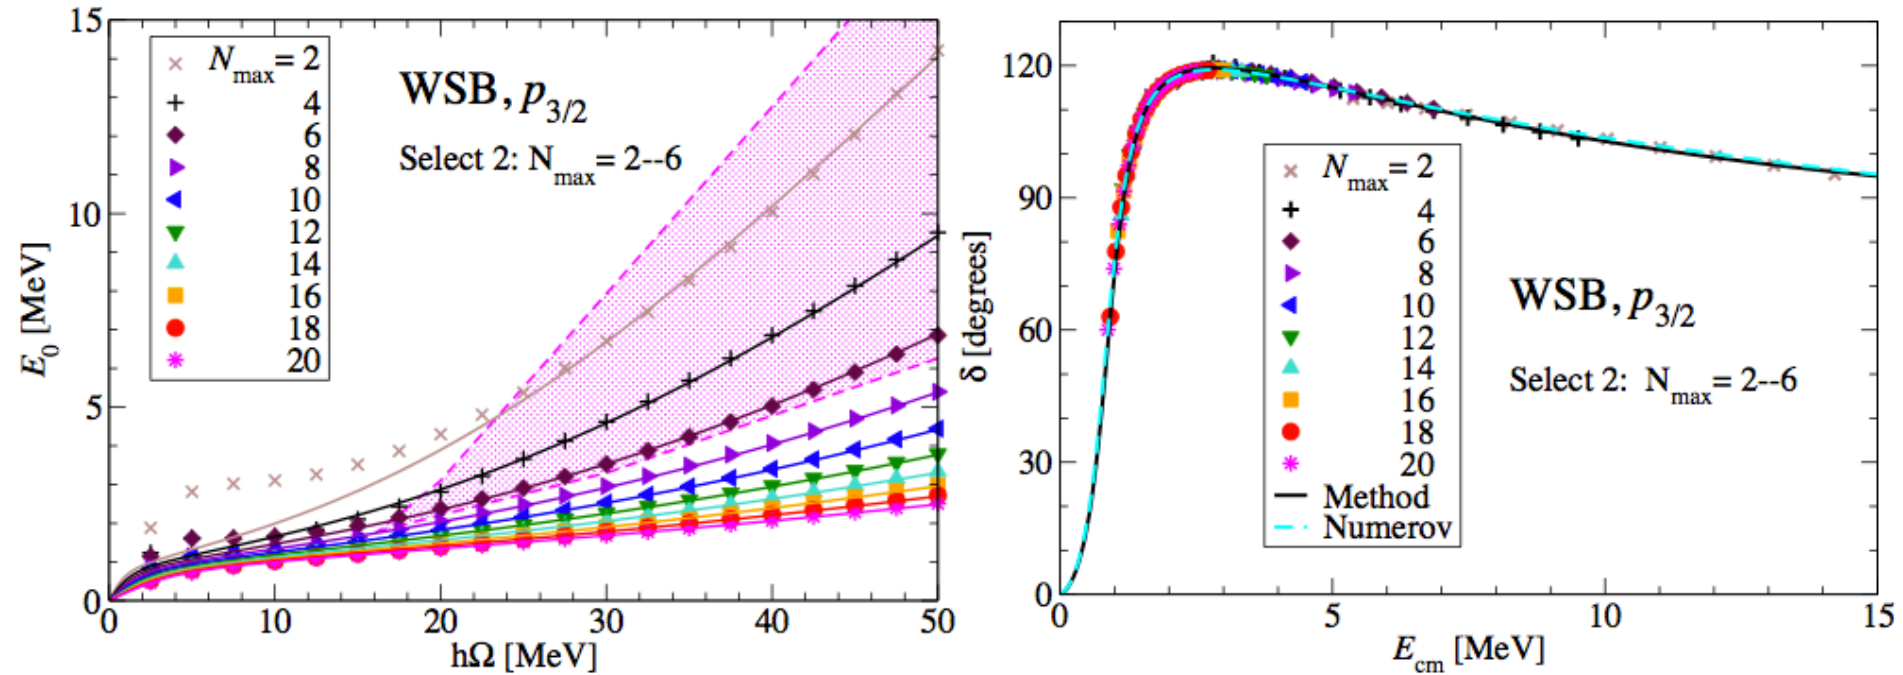 15
10
5
0
E0 [MeV]
Nmax= 2
4
6
8
10
12
14
16
18
20
WSB, p3/2
Select 2: Nmax= 2--6
0 10 20 30 40 50
hΩ [MeV]
120
90
60
30
0
δ [degrees]
Nmax= 2
4
6
8
10
12
14
16
18
20
Method
Numerov
WSB, p3/2
Select 2: Nmax= 2--6
0 5 10 15
Ecm [MeV]